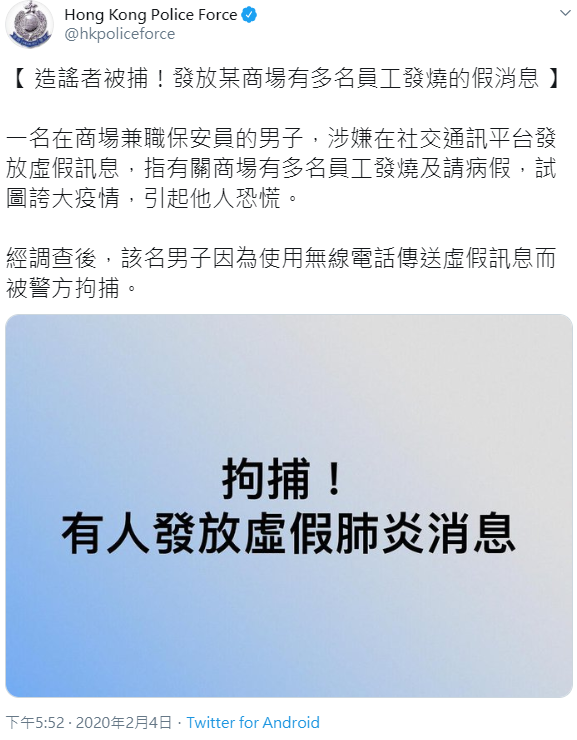 Hong Kong Police Force
@hkpoliceforce
【 造謠者被捕！發放某商場有多名員工發燒的假消息 】
一名在商場兼職保安員的男子，涉嫌在社交通訊平台發
放虛假訊息，指有關商場有多名員工發燒及請病假，試
圖誇大疫情，引起他人恐慌。
經調查後，該名男子因為使用無線電話傳送虛假訊息而
被警方拘捕。
拘捕！
有人發放虛假肺炎消息
下午5:52 · 2020年2月4日 · Twitter for Android